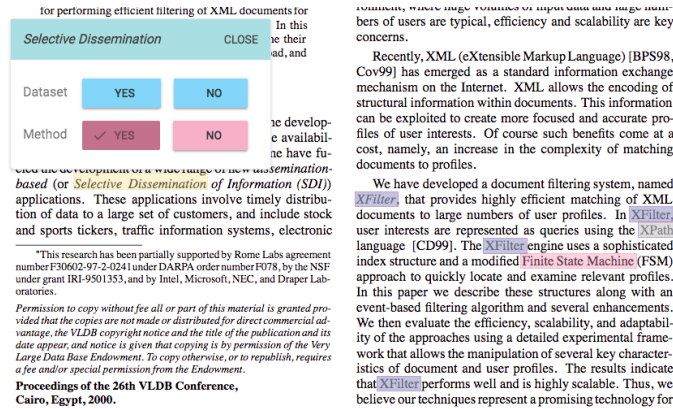 for performing efficient filtering of XML documents for
In this
Selective Dissemination
CLOSE
ne their
oad, and
Dataset
YES
NO
he develop-
Method
YES
NO
e availabil-
me have fu-
eled the development of a wide range of new dissemination-
based (or Selective Dissemination of Information (SDI))
applications. These applications involve timely distribu-
tion of data to a large set of customers, and include stock
and sports tickers, traffic information systems, electronic
*This research has been partially supported by Rome Labs agreement
number F30602-97-2-0241 under DARPA order number F078, by the NSF
under grant IRI-9501353, and by Intel, Microsoft, NEC, and Draper Lab-
oratories.
Permission to copy without fee all or part of this material is granted pro-
vided that the copies are not made or distributed for direct commercial ad-
vantage, the VLDB copyright notice and the title of the publication and its
date appear, and notice is given that copying is by permission of the Very
Large Data Base Endowment. To copy otherwise, or to republish, requires
a fee and/or special permission from the Endowment.
Proceedings of the 26th VLDB Conference,
Cairo, Egypt, 2000.
ronment, where huge volumes of input data and large num-
bers of users are typical, efficiency and scalability are key
concerns.
Recently, XML (eXtensible Markup Language) [BPS98,
Cov99] has emerged as a standard information exchange
mechanism on the Internet. XML allows the encoding of
structural information within documents. This information
can be exploited to create more focused and accurate pro-
files of user interests. Of course such benefits come at a
cost, namely, an increase in the complexity of matching
documents to profiles.
We have developed a document filtering system, named
XFilter, that provides highly efficient matching of XML
documents to large numbers of user profiles. In XFilter,
user interests are represented as queries using the XPath
language [CD99]. The XFilter engine uses a sophisticated
index structure and a modified Finite State Machine (FSM)
approach to quickly locate and examine relevant profiles.
In this paper we describe these structures along with an
event-based filtering algorithm and several enhancements.
We then evaluate the efficiency, scalability, and adaptabil-
ity of the approaches using a detailed experimental frame-
work that allows the manipulation of several key character-
istics of document and user profiles. The results indicate
that XFilter performs well and is highly scalable. Thus, we
believe our techniques represent a promising technology for